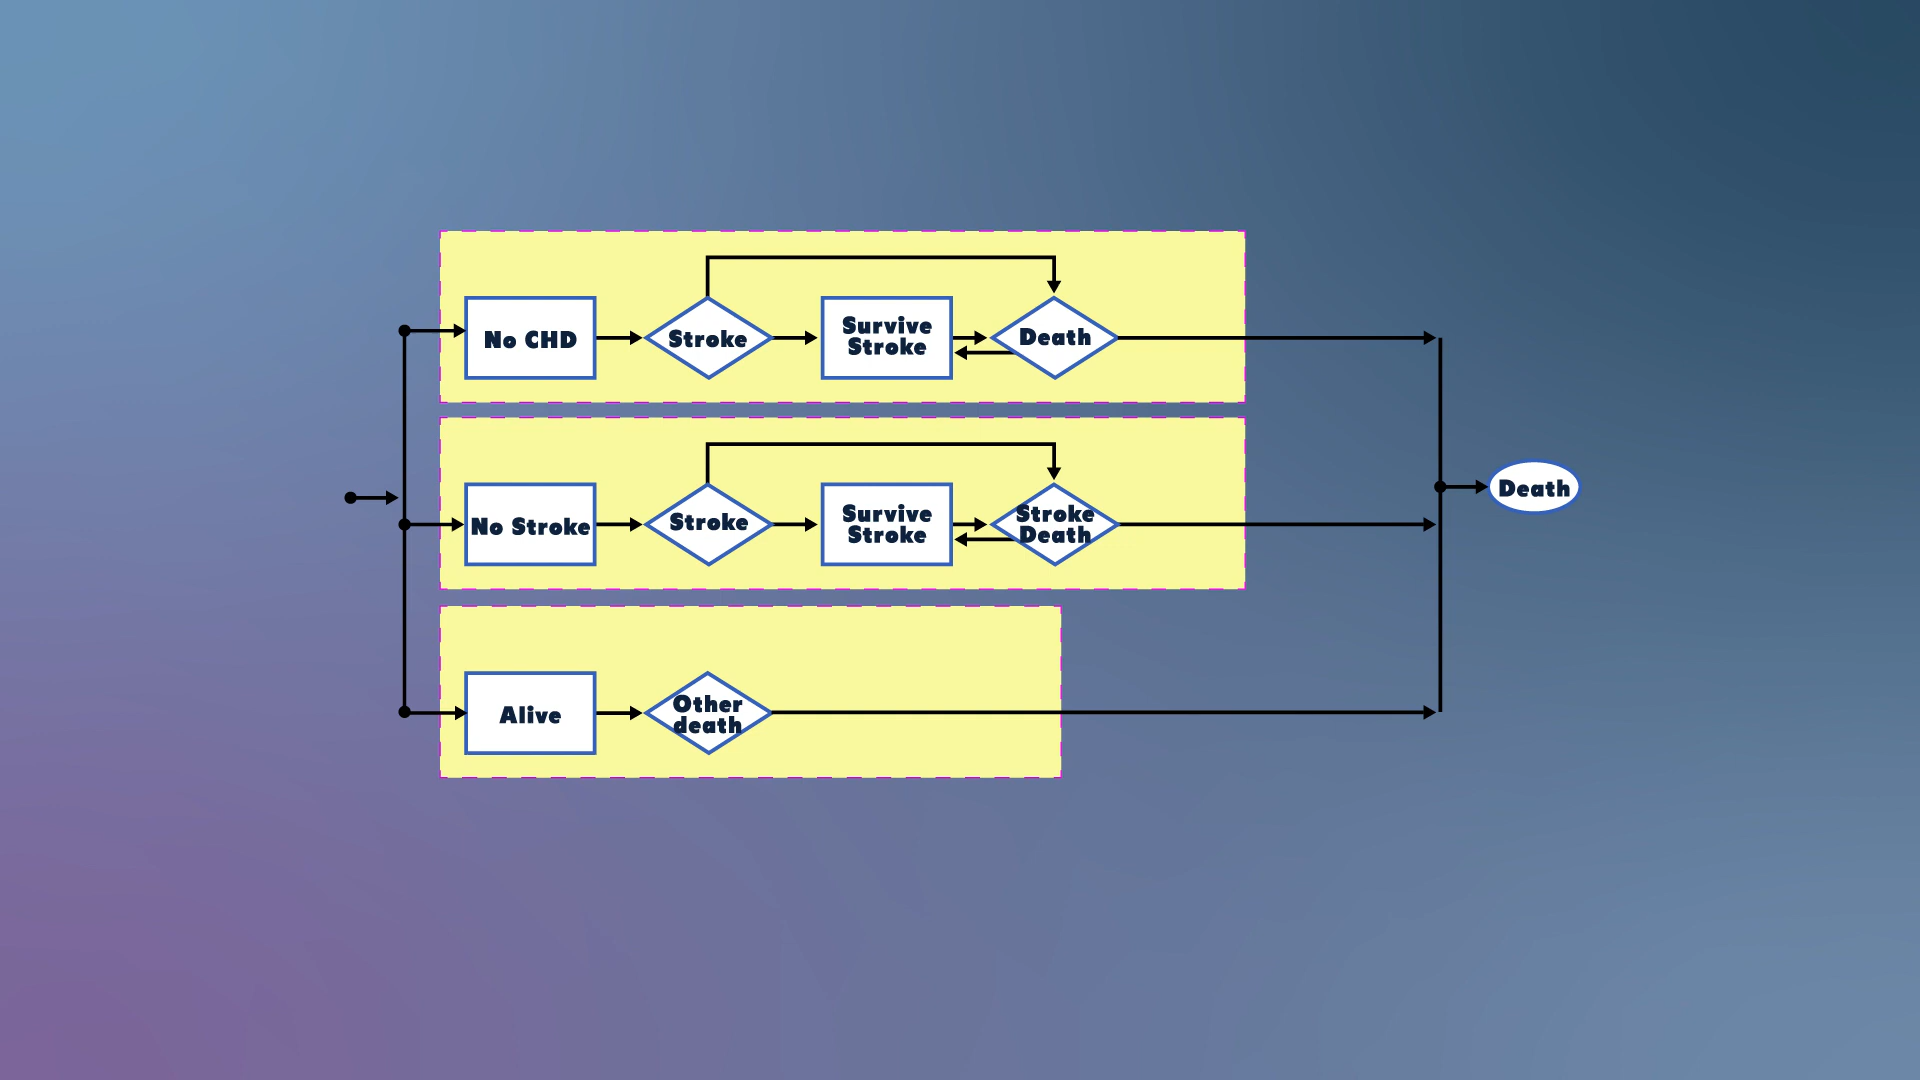 No CHD
Stroke
Survive
Stroke
Death
No Stroke
Stroke
Survive
Stroke
Stroke
Death
Death
Alive
Other
death